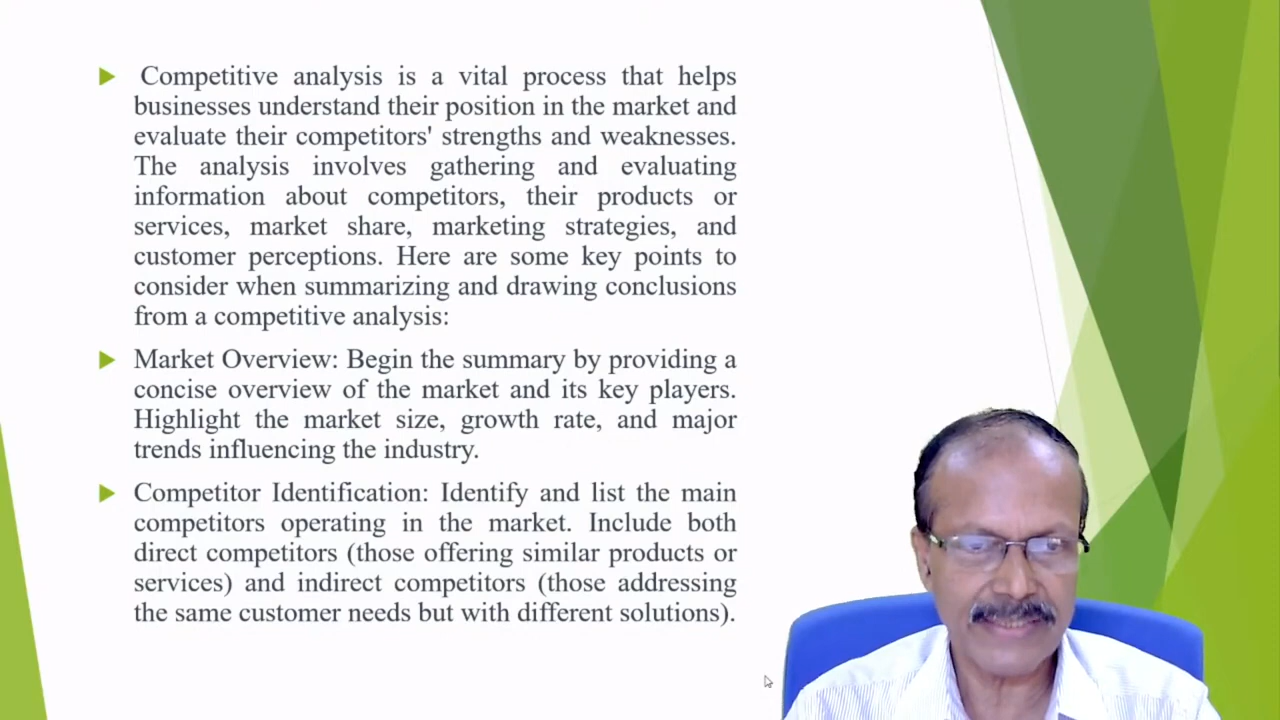 Competitive analysis is a vital process that helps
businesses understand their position in the market and
evaluate their competitors' strengths and weaknesses.
The analysis involves gathering and evaluating
information about competitors, their products or
services, market share, marketing strategies, and
customer perceptions. Here are some key points to
consider when summarizing and drawing conclusions
from a competitive analysis:
Market Overview: Begin the summary by providing a
concise overview of the market and its key players.
Highlight the market size, growth rate, and major
trends influencing the industry.
Competitor Identification: Identify and list the main
competitors operating in the market. Include both
direct competitors (those offering similar products or
services) and indirect competitors (those addressing
the same customer needs but with different solutions).